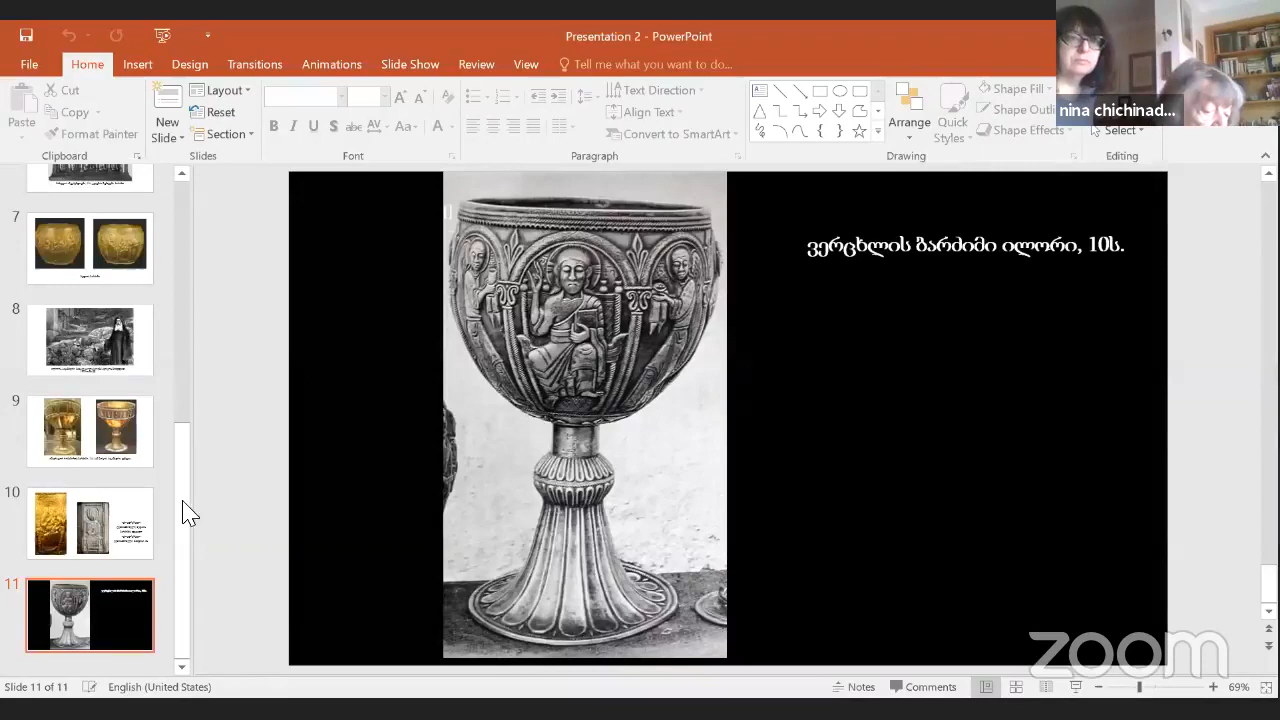 Presentation 2 - PowerPoint
File Home Insert Design Transitions Animations Slide Show Review View Tell me what you want to do...
Paste
Cut
Copy
Format Painter
Clipboard
New Slide
Layout
Reset
Section
Slides
B I U S abc AV Aa A
Font
Text Direction
Align Text
Convert to SmartArt
Paragraph
Arrange
Quick Styles
Shape Fill
Shape Effects
Drawing
Select
Editing
nina chichinad...
7
8
9
10
11
ვერცხლის ბარძიმი ილორი, 10ს.
zoom
Slide 11 of 11 English (United States) Notes Comments 69%